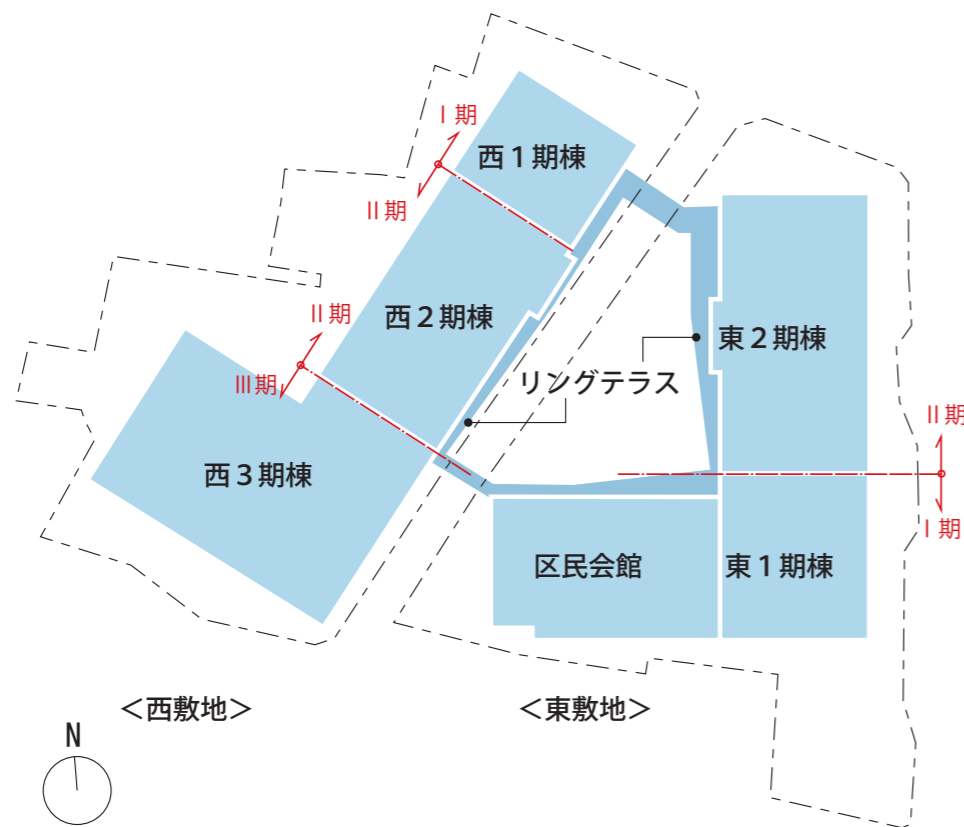 Ⅰ期
西１期棟
Ⅱ期
Ⅱ期
西２期棟
東２期棟
リングテラス
Ⅲ期
Ⅱ期
西３期棟
Ⅰ期
区民会館
東１期棟
＜西敷地＞
＜東敷地＞
N